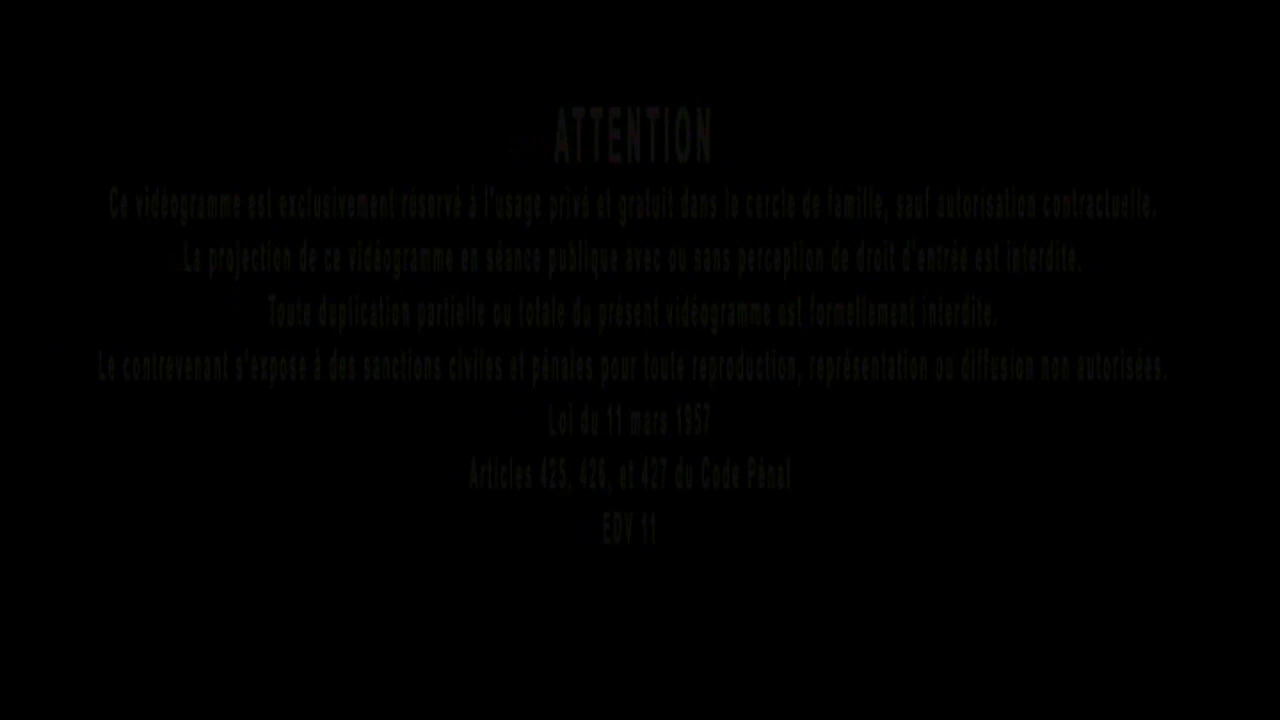 ATTENTION
Ce vidéogramme est exclusivement réservé à l'usage privé et gratuit dans le cercle de famille, sauf autorisation contractuelle.
La projection de ce vidéogramme en séance publique avec ou sans perception de droit d'entrée est interdite.
Toute duplication partielle ou totale du présent vidéogramme est formellement interdite.
Le contrevenant s'expose à des sanctions civiles et pénales pour toute reproduction, représentation ou diffusion non autorisées.
Loi du 11 mars 1957
Articles 425, 426, et 427 du Code Pénal
EDV 11